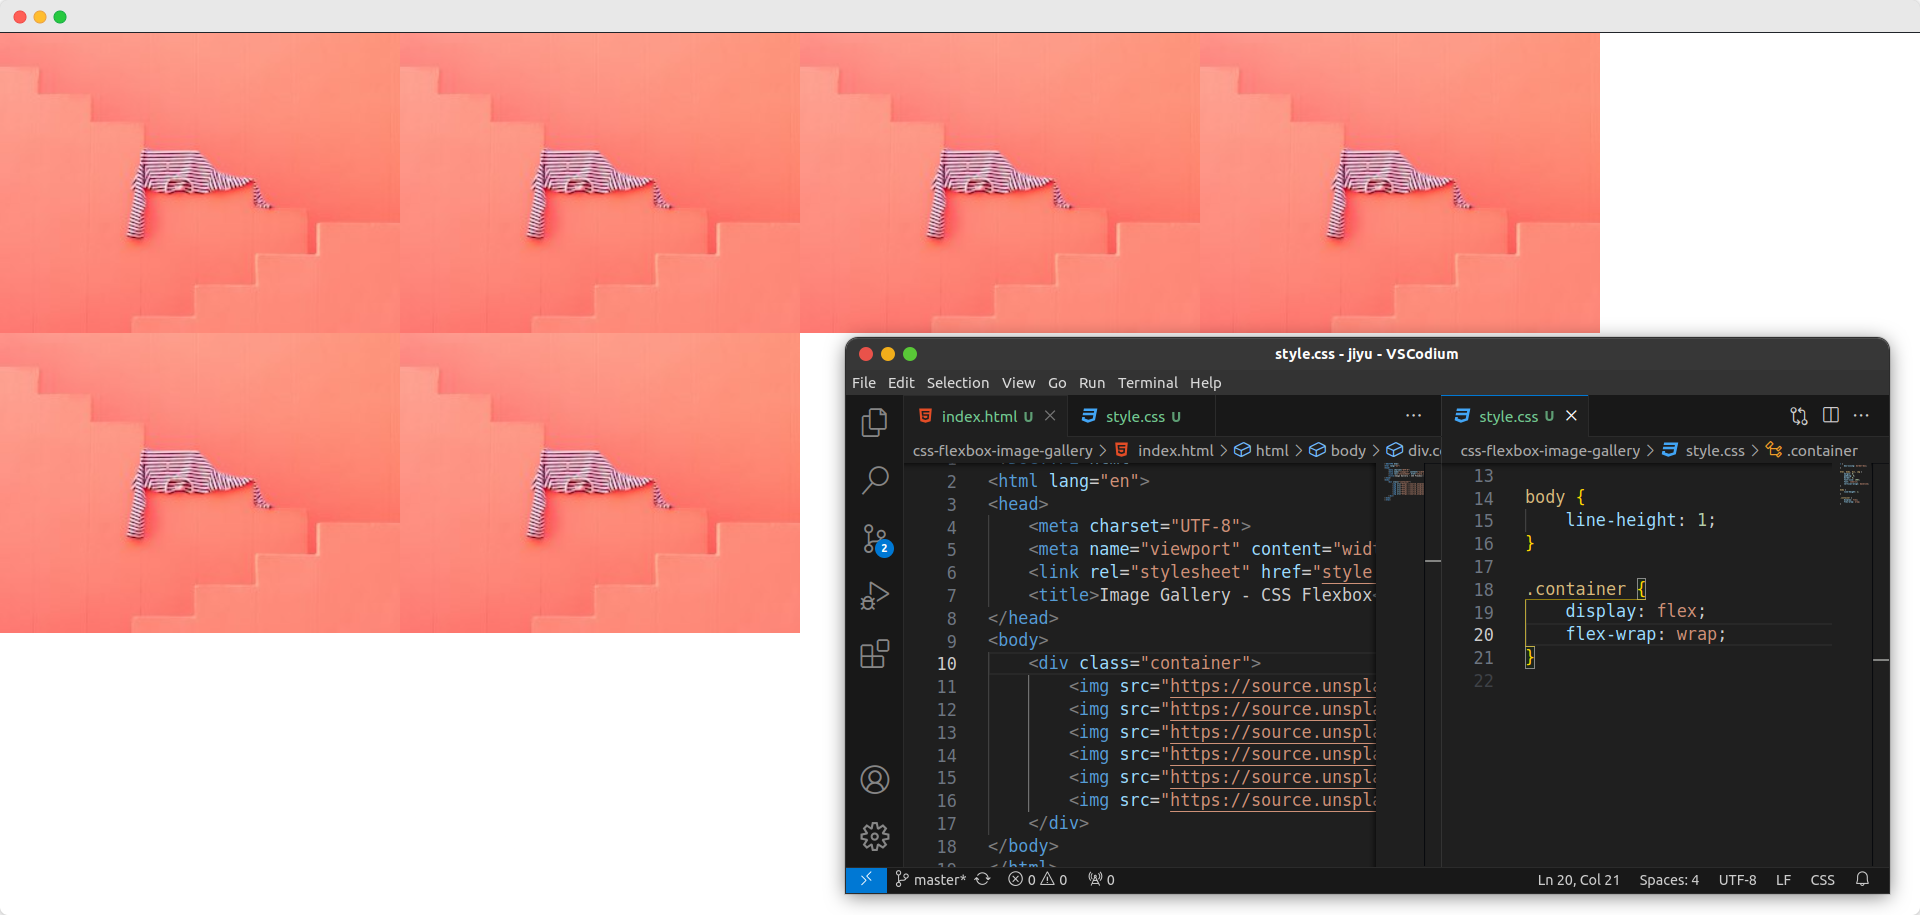 style.css - jiyu - VSCodium
File Edit Selection View Go Run Terminal Help
index.html U
style.css U
css-flexbox-image-gallery > index.html > html > body >
2 <html lang="en">
3 <head>
4 <meta charset="UTF-8">
5 <meta name="viewport" content="widt
6 <link rel="stylesheet" href="style
7 <title>Image Gallery - CSS Flexbox
8 </head>
9 <body>
10 <div class="container">
11 <img src="https://source.unspl
12 <img src="https://source.unspl
13 <img src="https://source.unspl
14 <img src="https://source.unspl
15 <img src="https://source.unspl
16 <img src="https://source.unspl
17 </div>
18 </body>
style.css U
css-flexbox-image-gallery > style.css > .container
13
14 body {
15 line-height: 1;
16 }
17
18 .container {
19 display: flex;
20 flex-wrap: wrap;
21 }
22
2
master* 0 0 0
Ln 20, Col 21 Spaces: 4 UTF-8 LF CSS